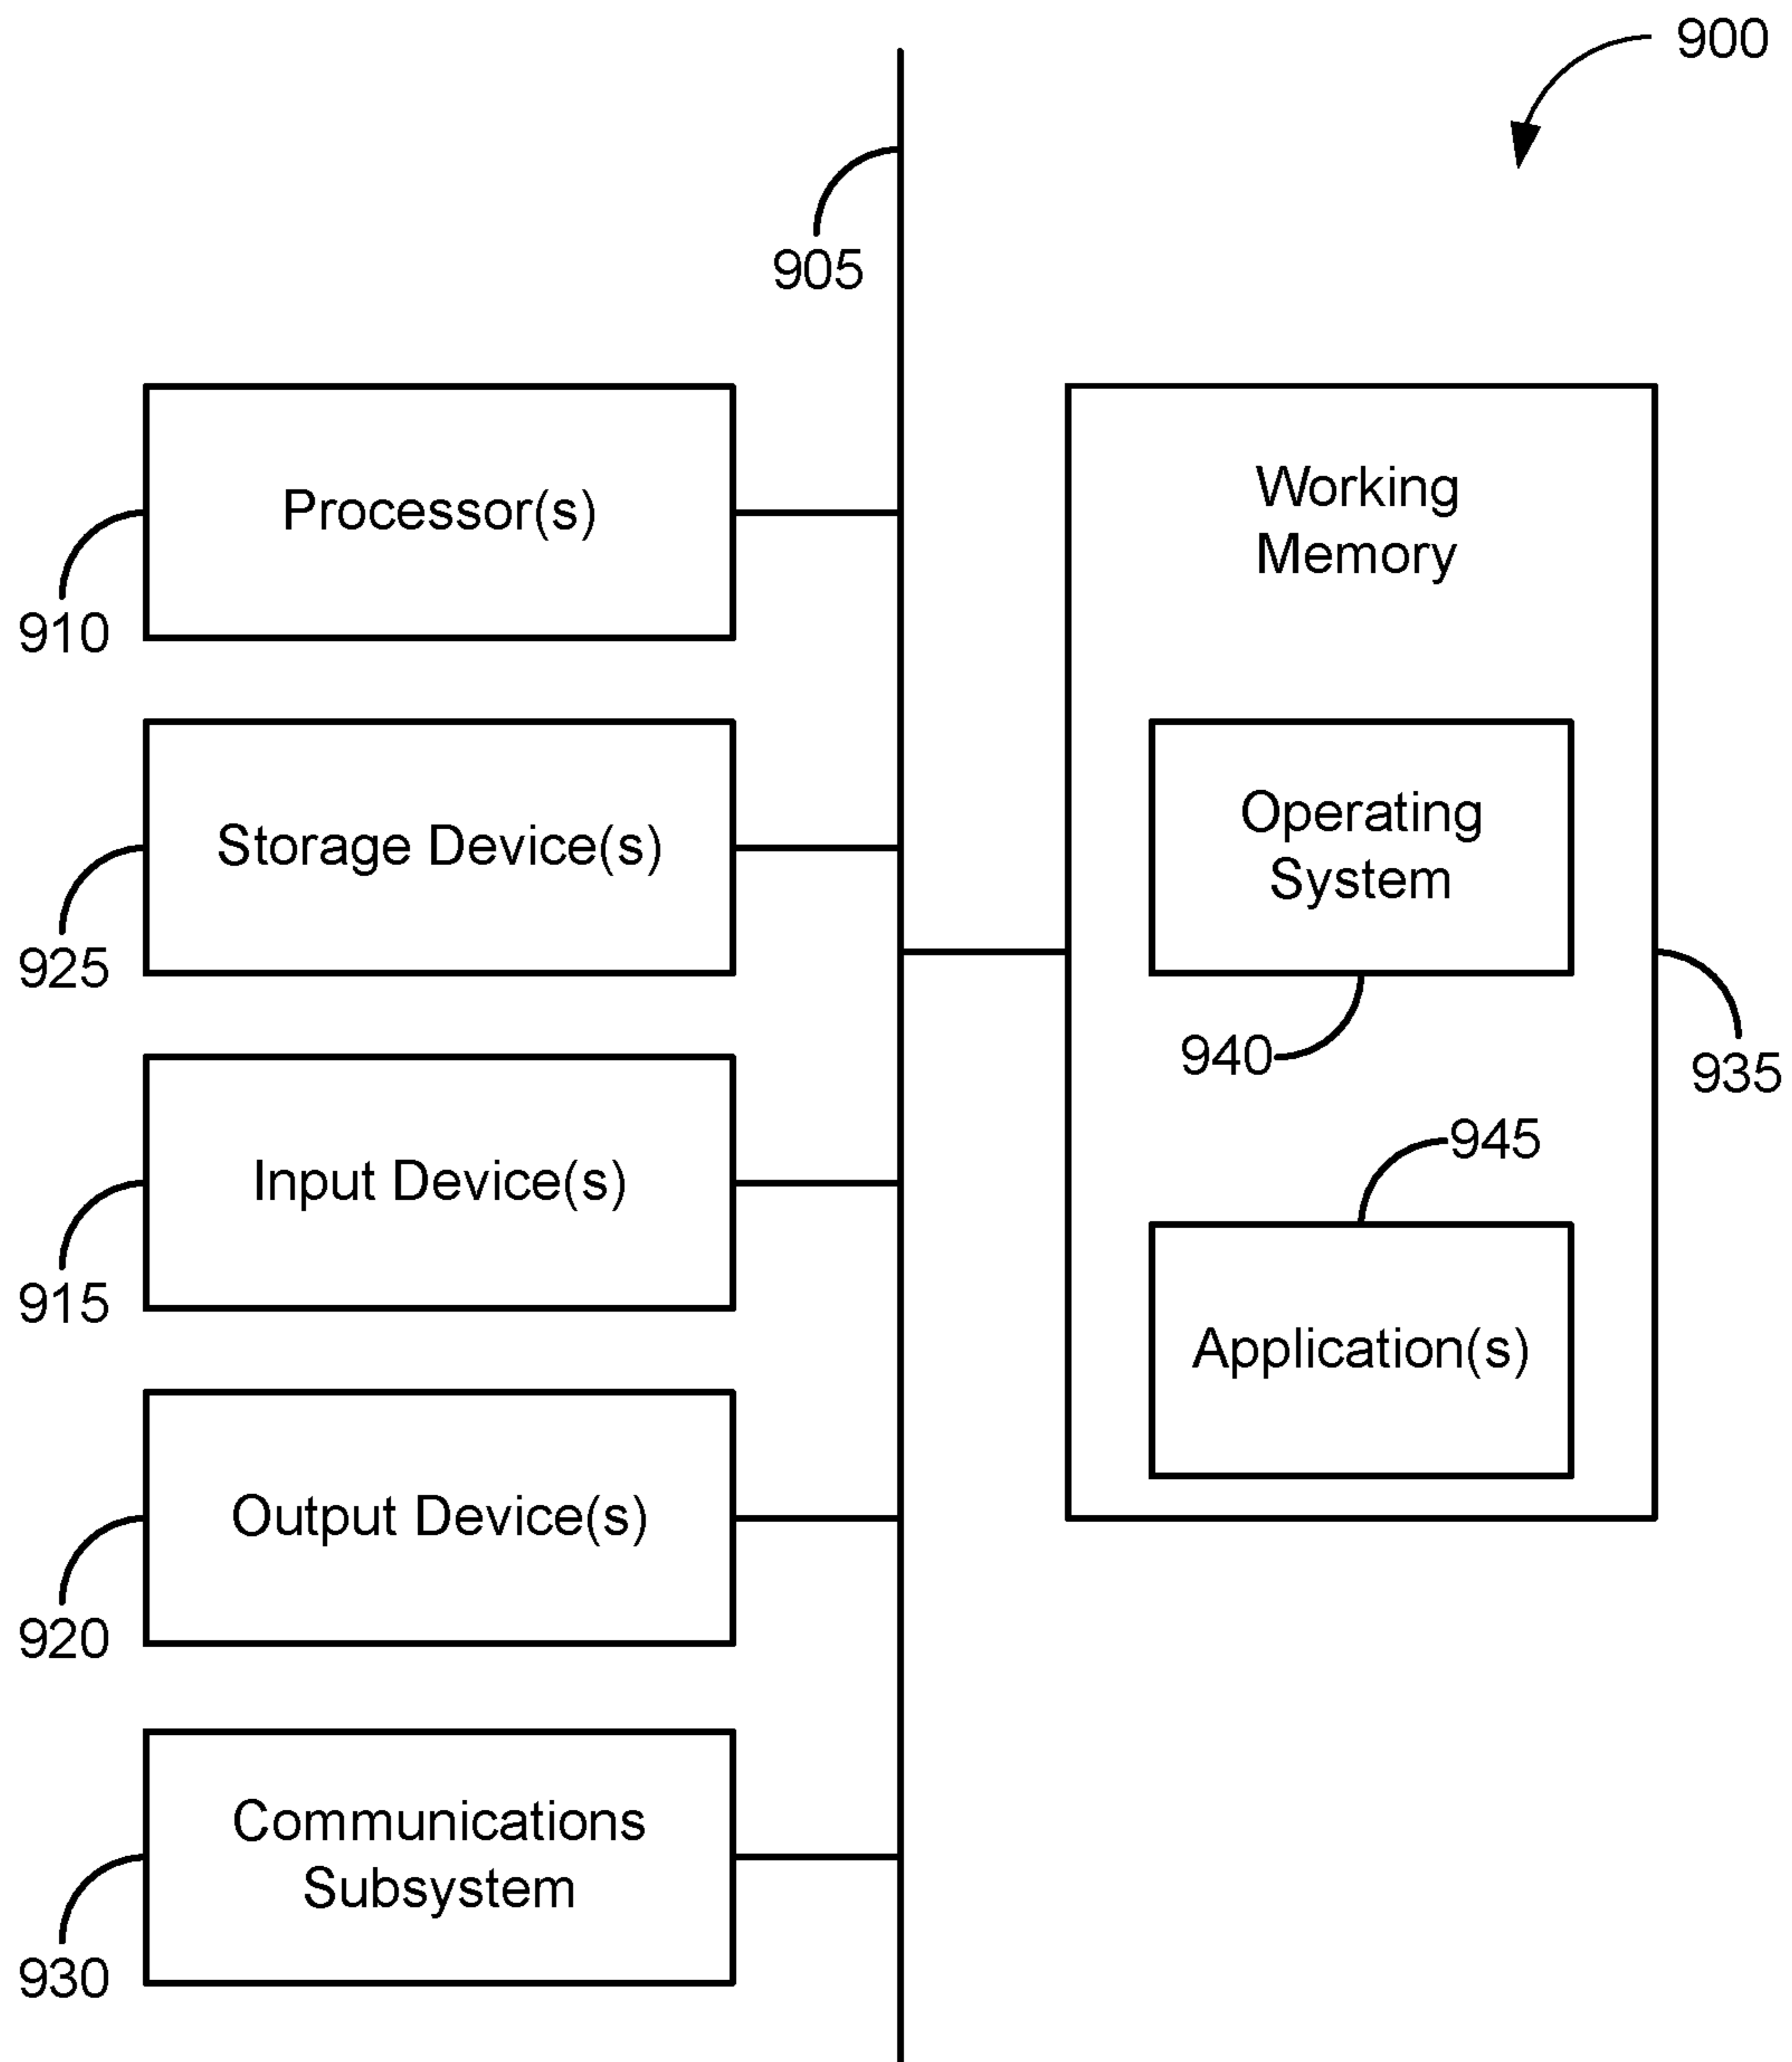 900
905
Processor(s)
910
Storage Device(s)
925
Input Device(s)
915
Output Device(s)
920
Communications
Subsystem
930
Working
Memory
Operating
System
940
935
945
Application(s)